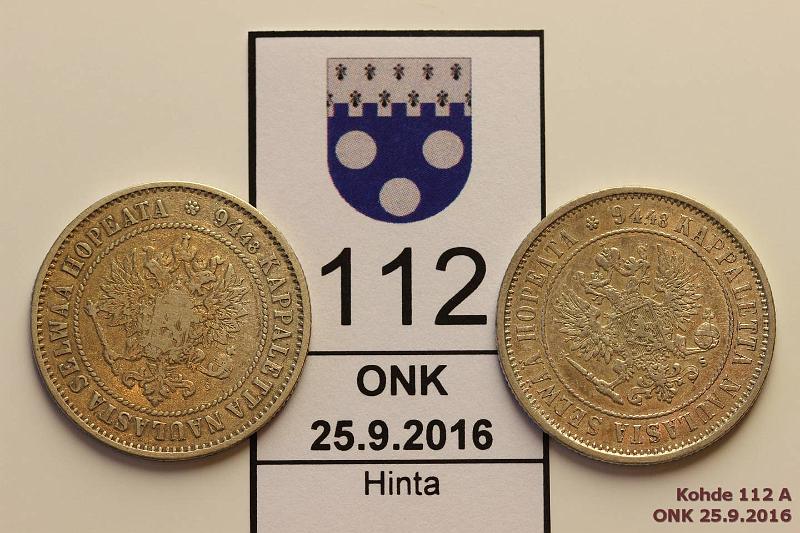 94,48 KAPPALETTA NAULASTA SELWAA HOPEATA
94,48 KAPPALETTA NAULASTA SELWÄÄ HOPEATA
112
ONK
25.9.2016
Hinta
Kohde 112 A
ONK 25.9.2016